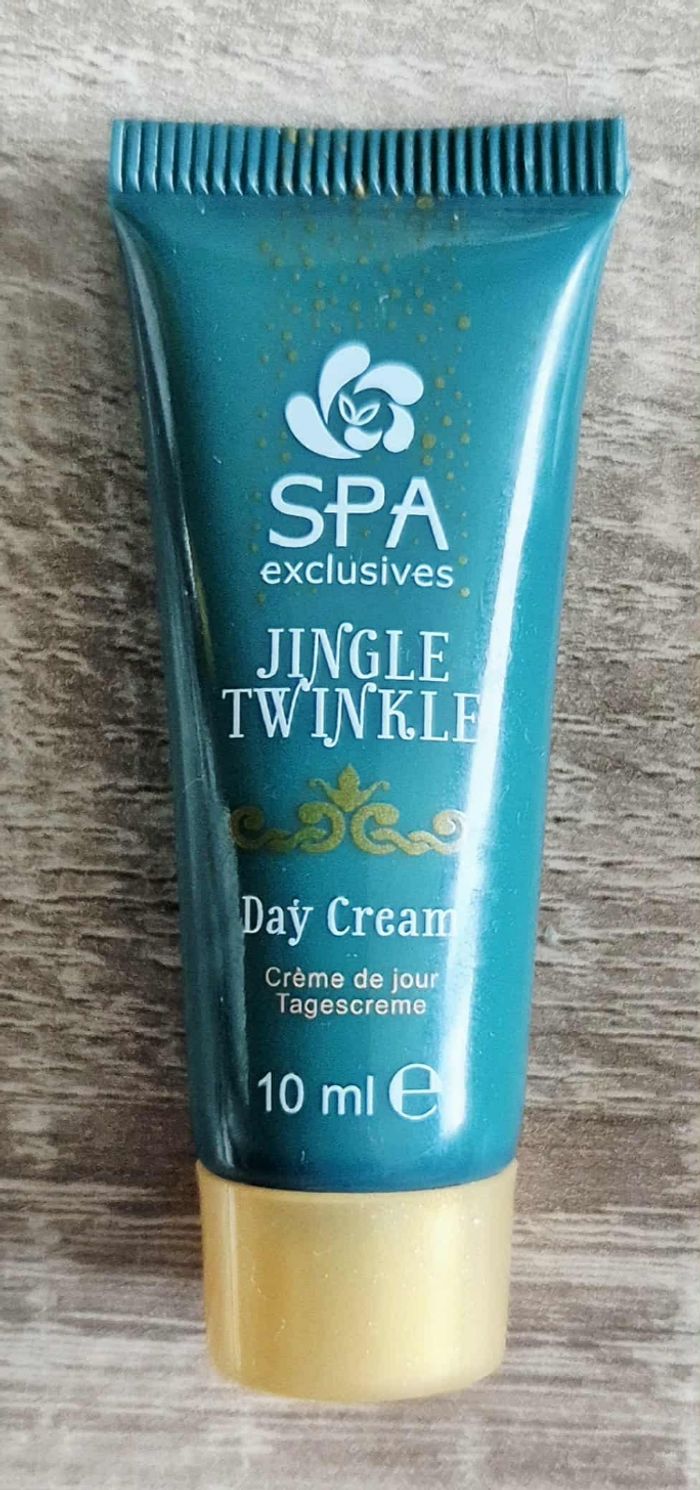 SPA
exclusives
JINGLE
TWINKLE
Day Cream
Crème de jour
Tagescreme
10 ml ℮